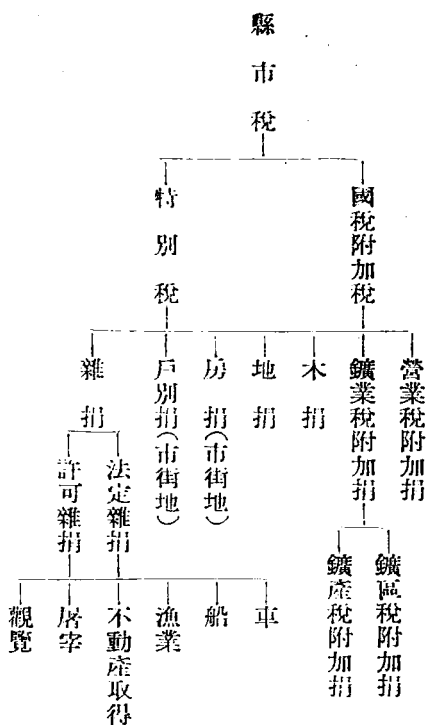 縣市稅
國稅附加稅
特別稅
營業稅附加捐
鑛業稅附加捐
木捐
地捐
房捐(市街地)
戶別捐(市街地)
雜捐
鑛區稅附加捐
鑛產稅附加捐
法定雜捐
許可雜捐
車
船
漁業
不動產取得
屠宰
觀覽